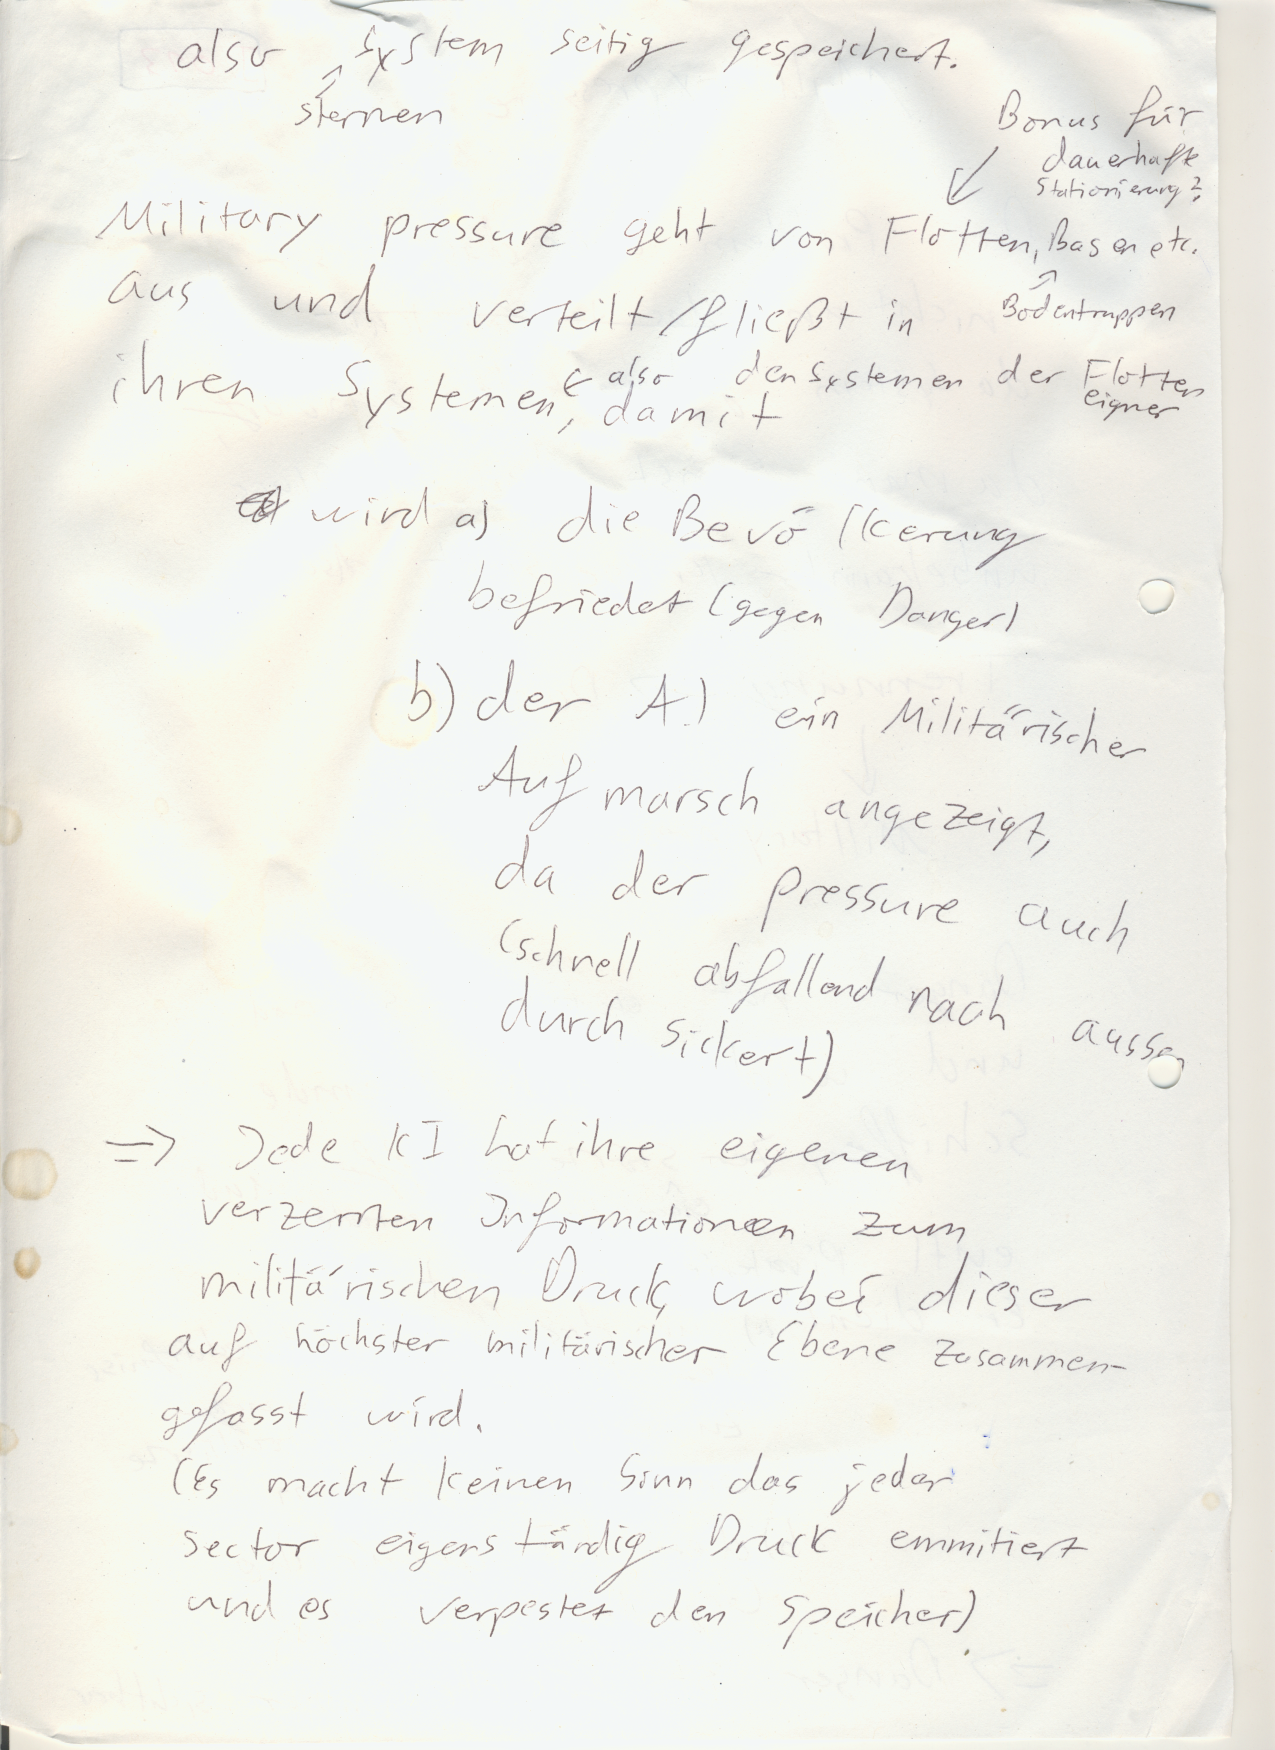 also system seitig gespeichert.
sternen
Bonus für
dauerhafte
Stationierung?
Military pressure geht von Flotten, Basen etc.
aus und verteilt/fließt in
Bodentruppen
ihren Systemen, damit
also den Systemen der Flotten
eigner
wird a) die Bevölkerung
befriedet (gegen Danger)
b) der A.I ein Militärischer
Aufmarsch angezeigt,
da der pressure auch
(schnell abfallend nach aussen
durch sickert)
=> Jede KI hat ihre eigenen
verzerrten Informationen zum
militärischen Druck, wobei dieser
auf höchster militärischer Ebene zusammen-
gefasst wird.
(Es macht keinen Sinn das jeder
sector eigenständig Druck emmitiert
und es verpestet den Speicher)